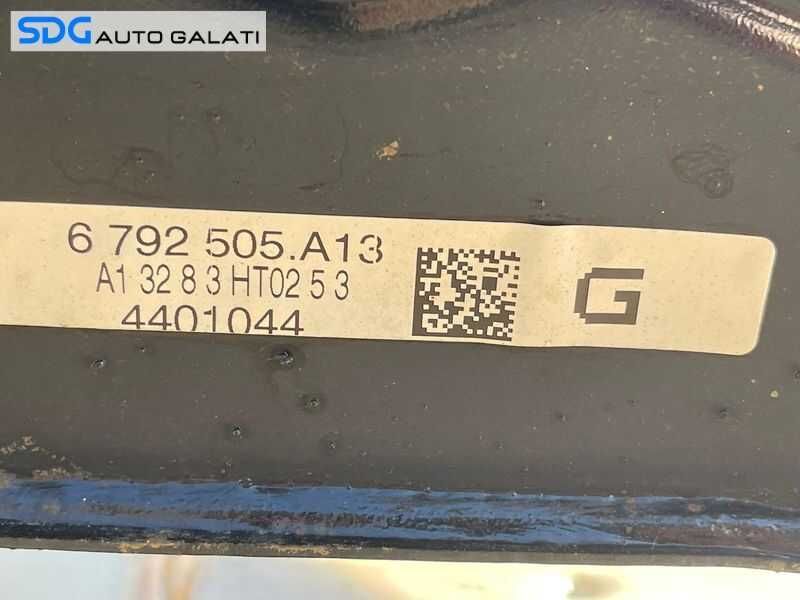 SDG AUTO GALATI
6 792 505.A13
A1 32 8 3 HT02 5 3
4401044
G